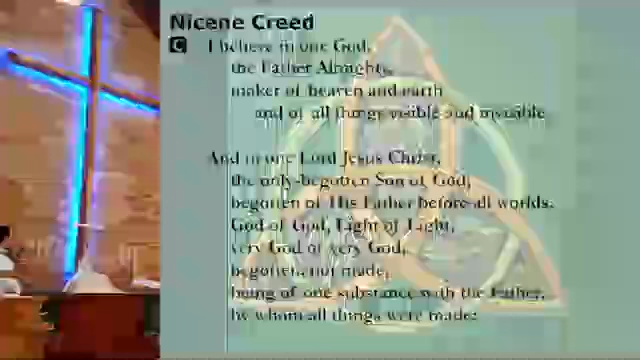 Nicene Creed
C I believe in one God,
the Father Almighty,
maker of heaven and earth
and of all things visible and invisible.
And in one Lord Jesus Christ,
the only-begotten Son of God,
begotten of His Father before all worlds,
God of God, Light of Light,
very God of very God,
begotten, not made,
being of one substance with the Father,
by whom all things were made;